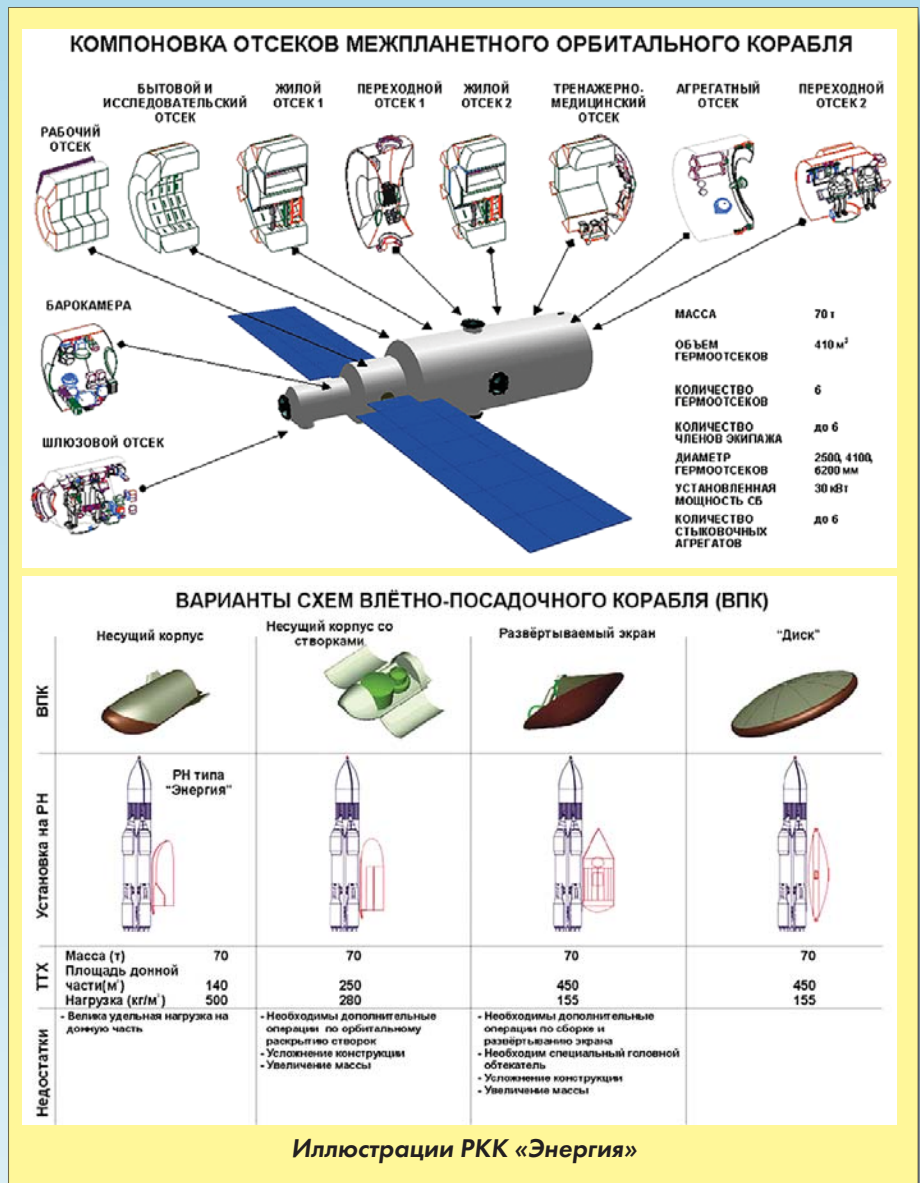 КОМПОНОВКА ОТСЕКОВ МЕЖПЛАНЕТНОГО ОРБИТАЛЬНОГО КОРАБЛЯ
РАБОЧИЙ
ОТСЕК
БЫТОВОЙ И
ИССЛЕДОВАТЕЛЬСКИЙ
ОТСЕК
ЖИЛОЙ
ОТСЕК 1
ПЕРЕХОДНОЙ
ОТСЕК 1
ЖИЛОЙ
ОТСЕК 2
ТРЕНАЖЕРНО-
МЕДИЦИНСКИЙ
ОТСЕК
АГРЕГАТНЫЙ
ОТСЕК
ПЕРЕХОДНОЙ
ОТСЕК 2
БАРОКАМЕРА
ШЛЮЗОВОЙ ОТСЕК
МАССА 70 т
ОБЪЕМ
ГЕРМООТСЕКОВ 410 м³
КОЛИЧЕСТВО
ГЕРМООТСЕКОВ 6
КОЛИЧЕСТВО
ЧЛЕНОВ ЭКИПАЖА до 6
ДИАМЕТР
ГЕРМООТСЕКОВ 2500, 4100,
6200 мм
УСТАНОВЛЕННАЯ
МОЩНОСТЬ СБ 30 кВт
КОЛИЧЕСТВО
СТЫКОВОЧНЫХ
АГРЕГАТОВ до 6
ВАРИАНТЫ СХЕМ ВЛЁТНО-ПОСАДОЧНОГО КОРАБЛЯ (ВПК)
Несущий корпус
Несущий корпус со
створками
Развёртываемый экран
"Диск"
ВПК
Установка на РН
РН типа
"Энергия"
ТТХ
Масса (т) 70 70 70 70
Площадь донной
части(м²) 140 250 450 450
Нагрузка (кг/м²) 500 280 155 155
Недостатки
- Велика удельная нагрузка на
донную часть
- Необходимы дополнительные
операции по орбитальному
раскрытию створок
- Усложнение конструкции
- Увеличение массы
- Необходимы дополнительные
операции по сборке и
развёртыванию экрана
- Необходим специальный головной
обтекатель
- Усложнение конструкции
- Увеличение массы
Иллюстрации РКК «Энергия»